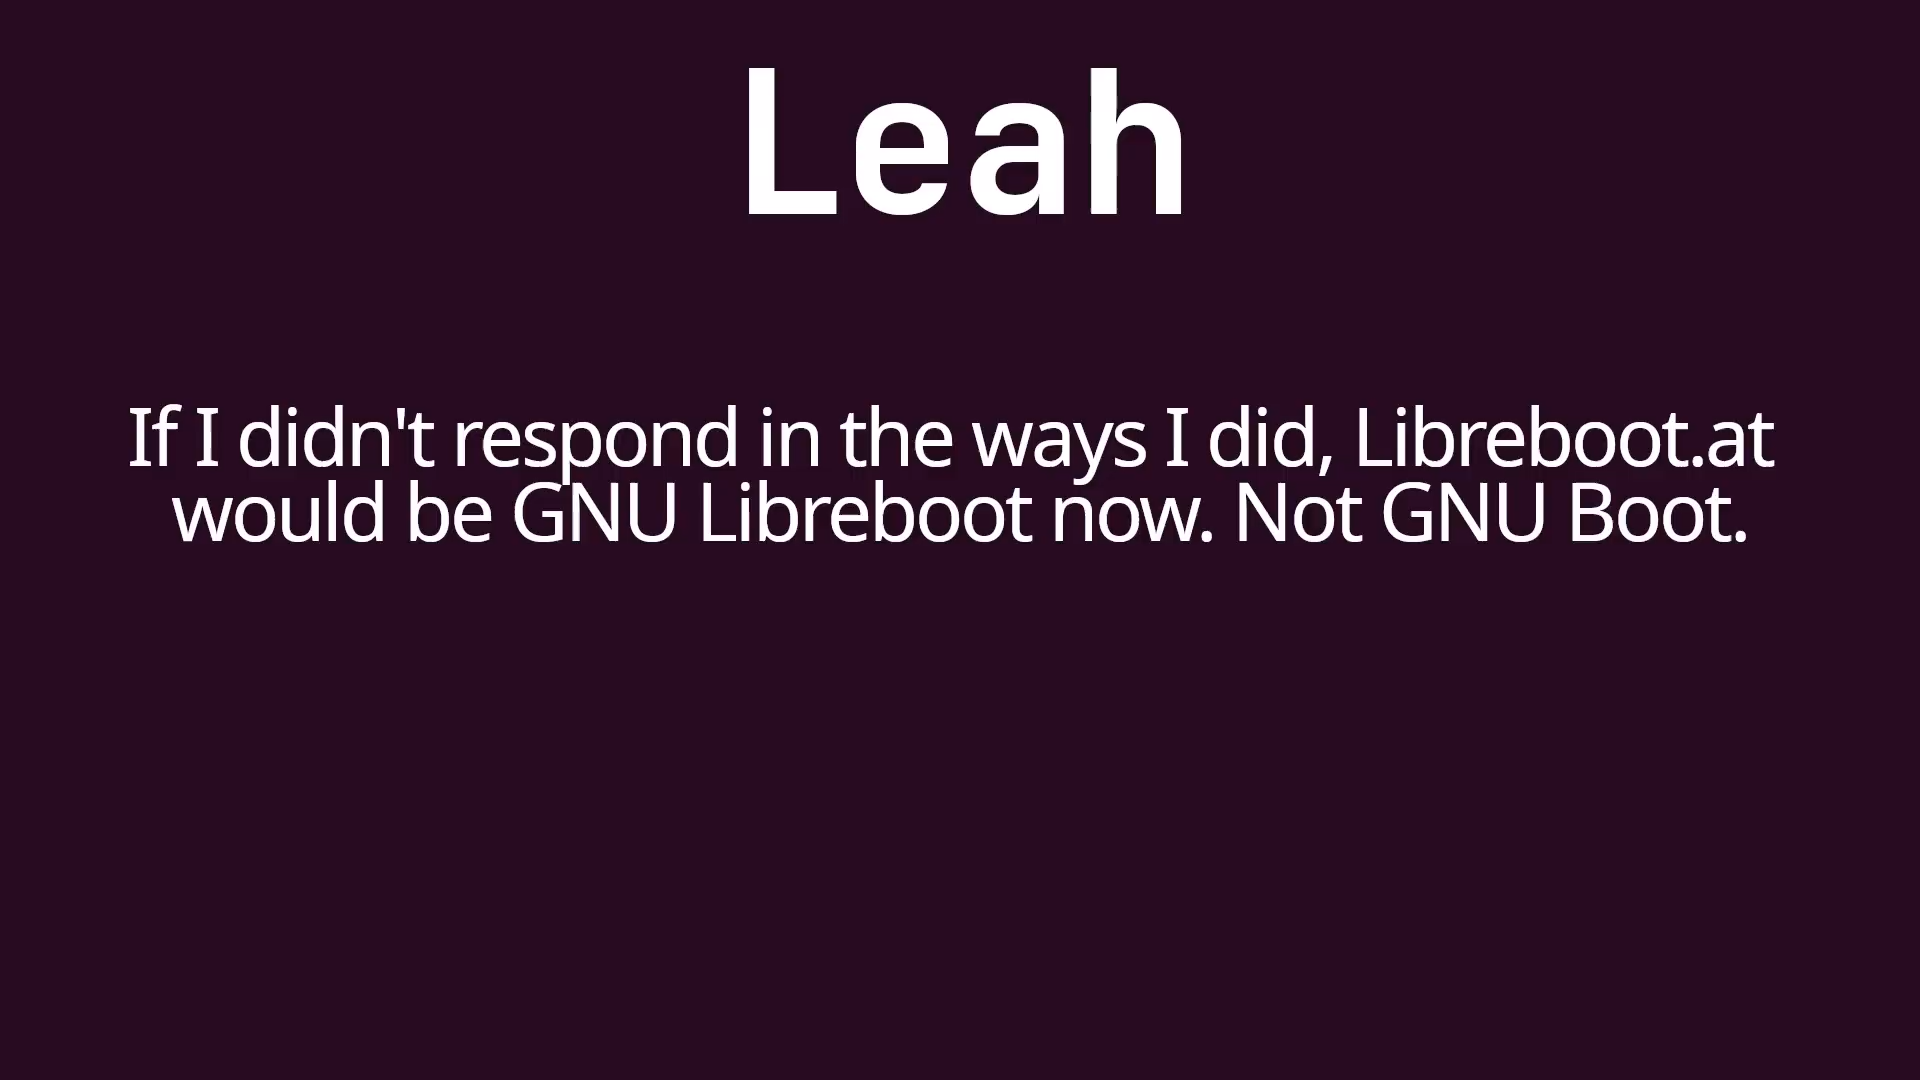 Leah
If I didn't respond in the ways I did, Libreboot.at
would be GNU Libreboot now. Not GNU Boot.